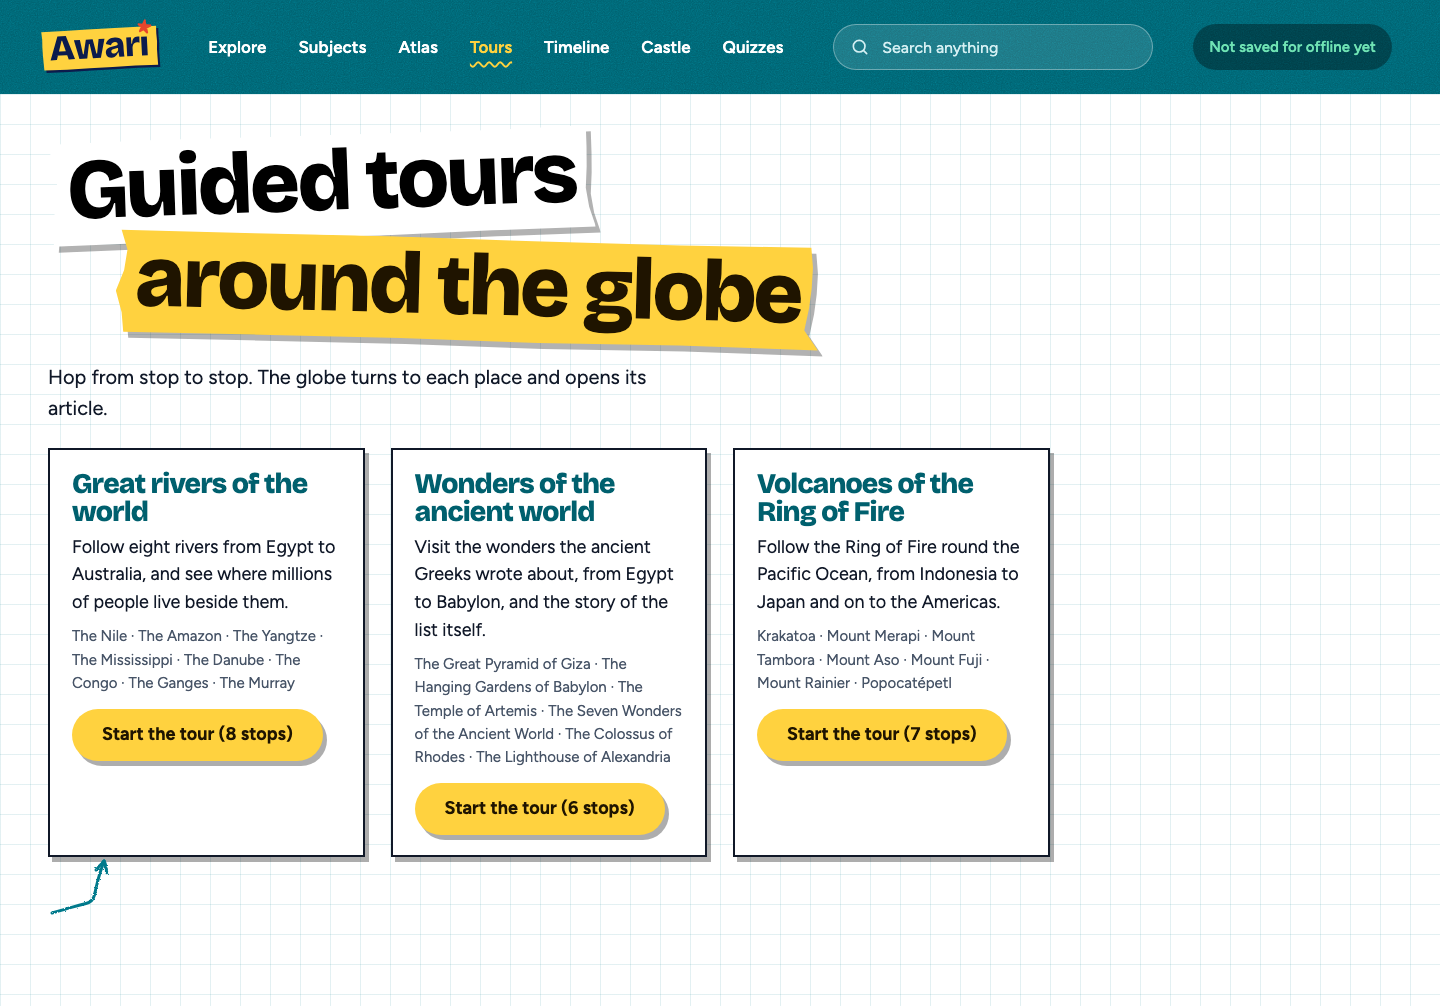 Awari
Explore
Subjects
Atlas
Tours
Timeline
Castle
Quizzes
Search anything
Not saved for offline yet
Guided tours
around the globe
Hop from stop to stop. The globe turns to each place and opens its
article.
Great rivers of the
world
Follow eight rivers from Egypt to
Australia, and see where millions
of people live beside them.
The Nile · The Amazon · The Yangtze ·
The Mississippi · The Danube · The
Congo · The Ganges · The Murray
Start the tour (8 stops)
Wonders of the
ancient world
Visit the wonders the ancient
Greeks wrote about, from Egypt
to Babylon, and the story of the
list itself.
The Great Pyramid of Giza · The
Hanging Gardens of Babylon · The
Temple of Artemis · The Seven Wonders
of the Ancient World · The Colossus of
Rhodes · The Lighthouse of Alexandria
Start the tour (6 stops)
Volcanoes of the
Ring of Fire
Follow the Ring of Fire round the
Pacific Ocean, from Indonesia to
Japan and on to the Americas.
Krakatoa · Mount Merapi · Mount
Tambora · Mount Aso · Mount Fuji ·
Mount Rainier · Popocatépetl
Start the tour (7 stops)